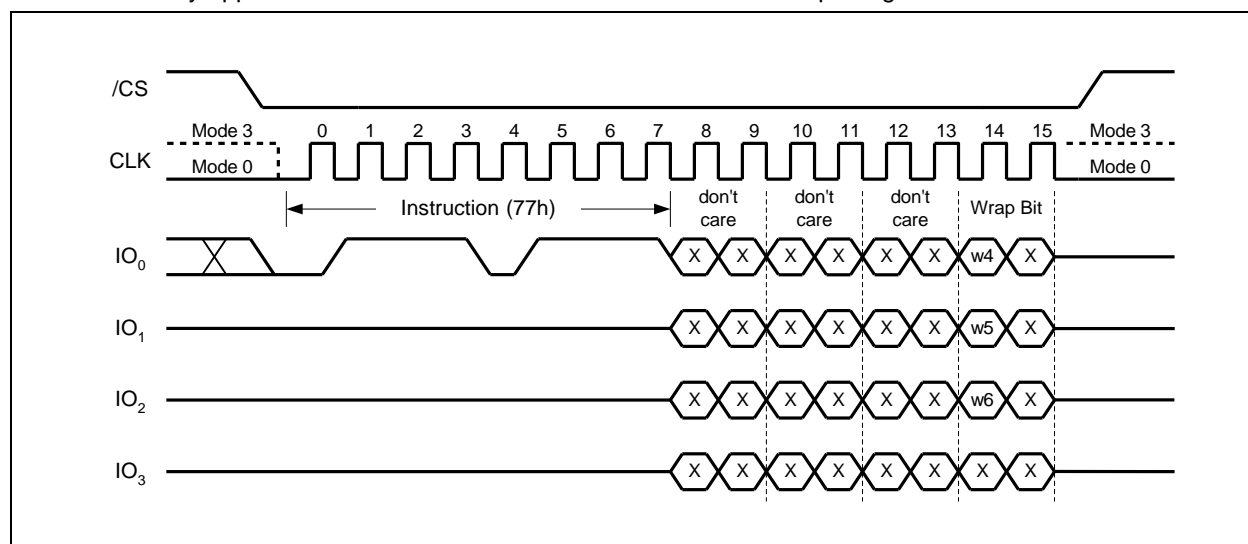 /CS
Mode 3 0 1 2 3 4 5 6 7 8 9 10 11 12 13 14 15 Mode 3
CLK Mode 0 Mode 0
Instruction (77h) don't care don't care don't care Wrap Bit
IO0 X X X X X X w4 X
IO1 X X X X X X w5 X
IO2 X X X X X X w6 X
IO3 X X X X X X X X